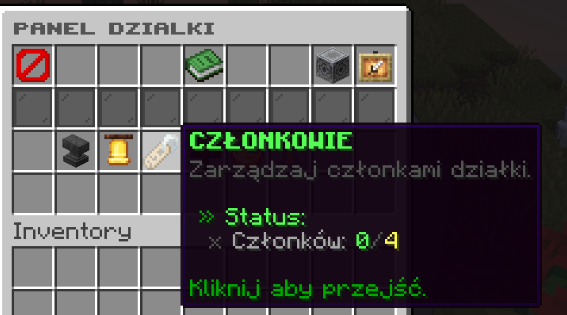 PANEL DZIALKI
CZŁONKOWIE
Zarządzaj członkami działki.
» Status:
× Członków: 0/4
Inventory
Kliknij aby przejść.